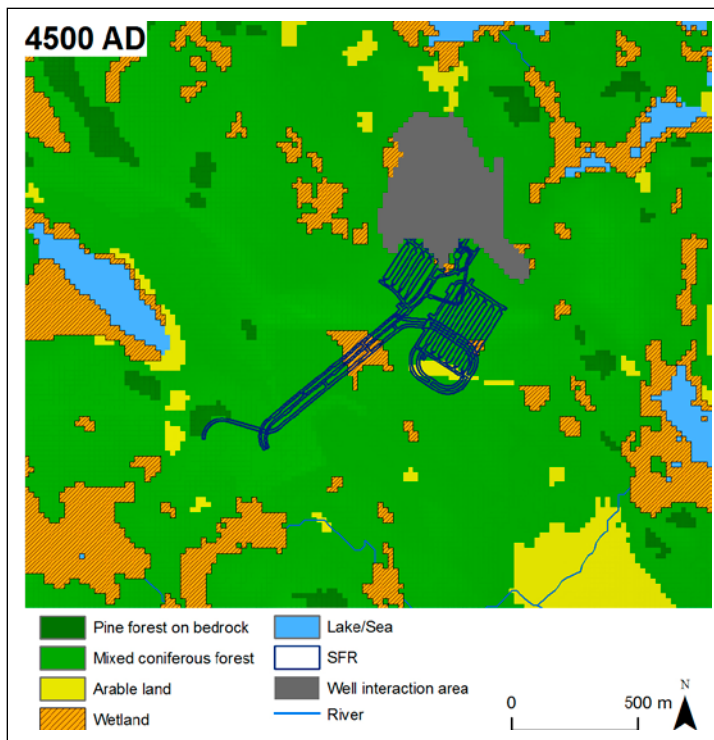 4500 AD
Pine forest on bedrock
Mixed coniferous forest
Arable land
Wetland
Lake/Sea
SFR
Well interaction area
River
0 500 m
N